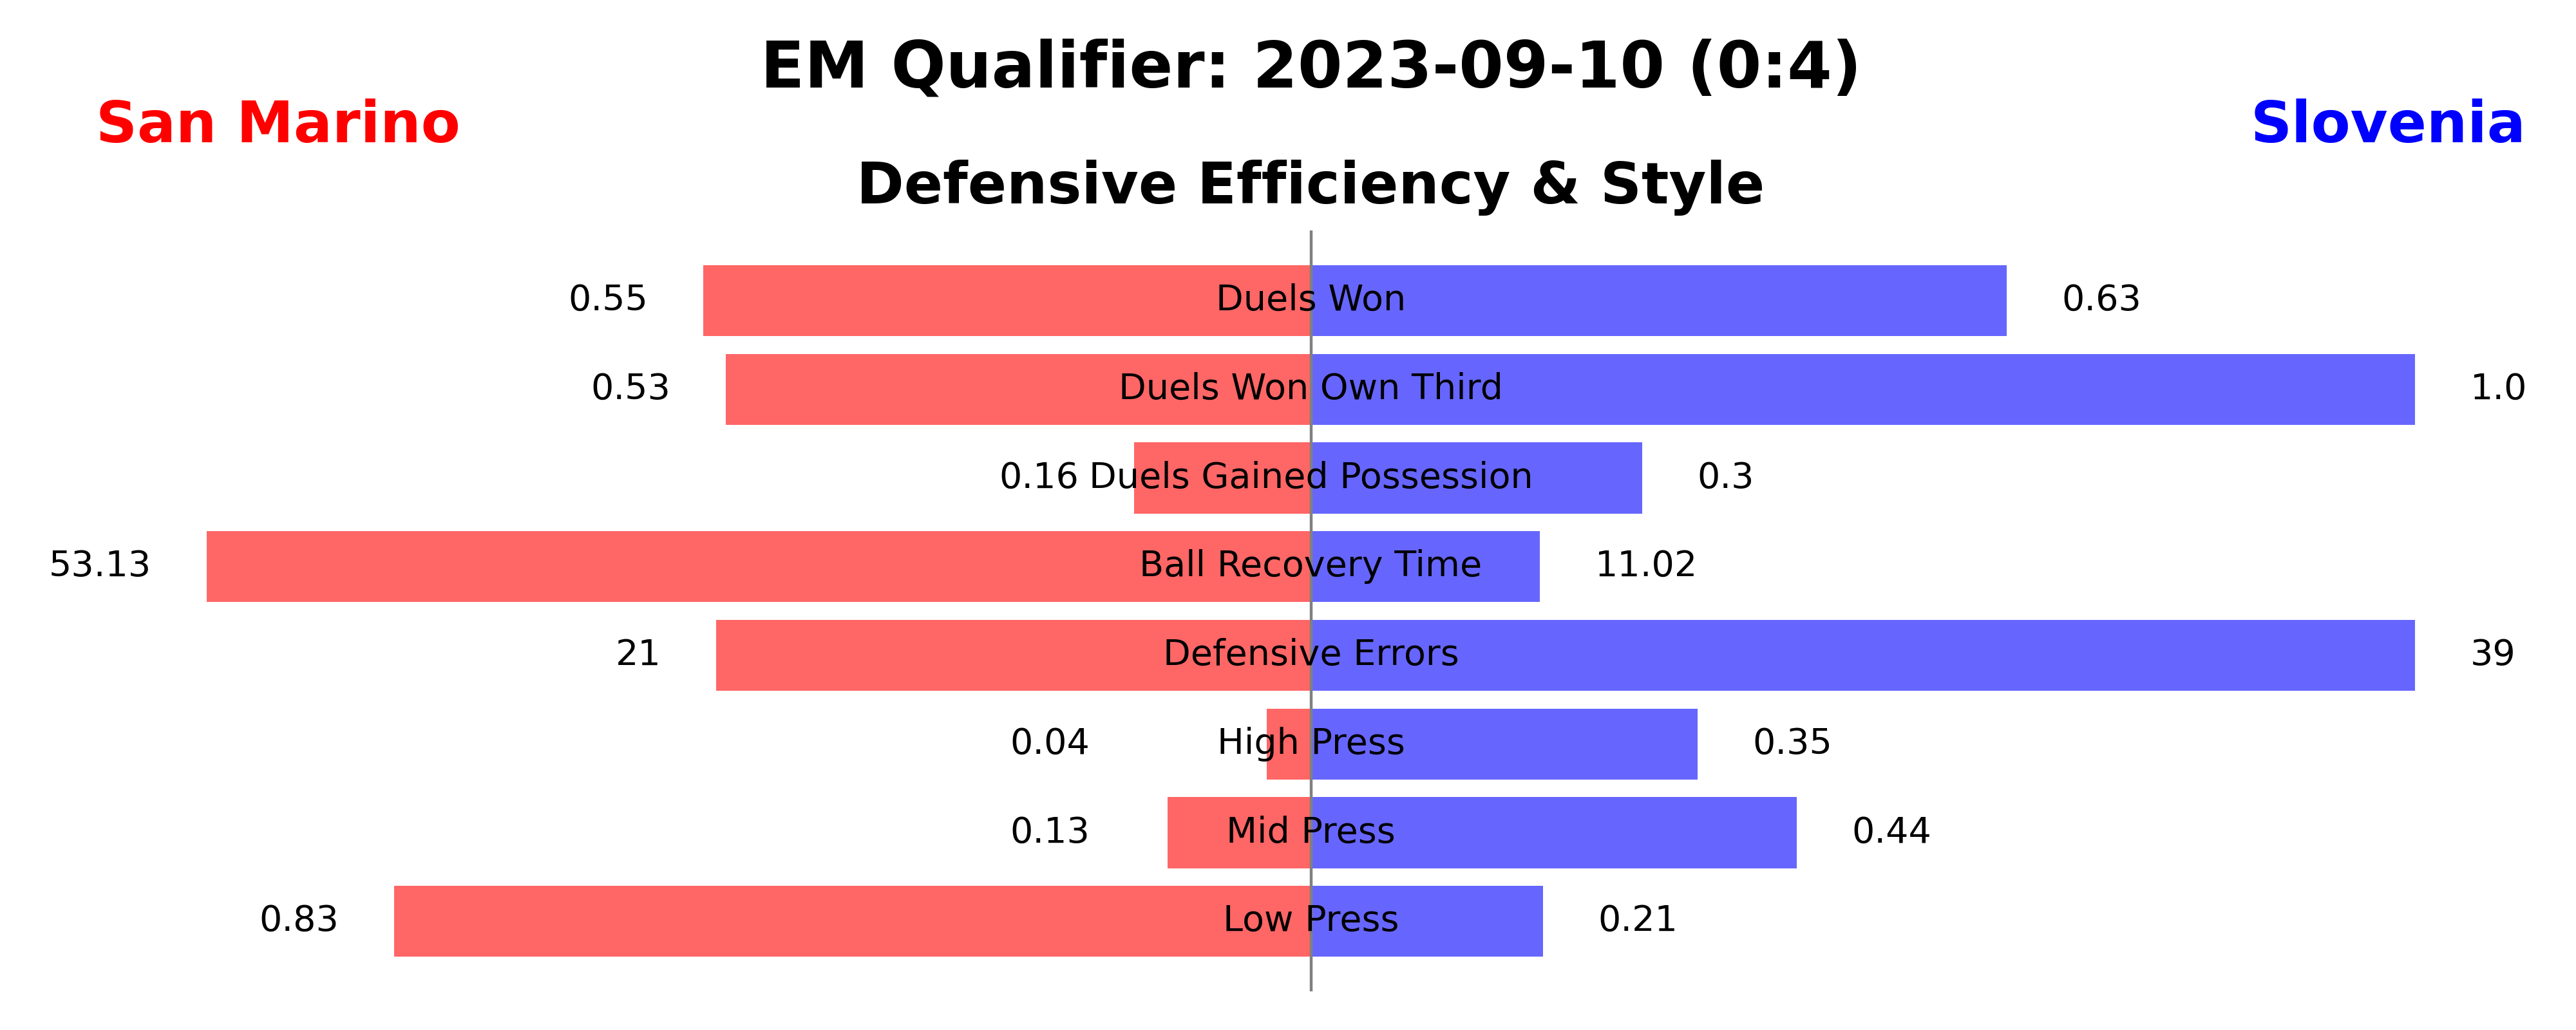 EM Qualifier: 2023-09-10 (0:4)
San Marino Slovenia
Defensive Efficiency & Style
0.55 Duels Won 0.63
0.53 Duels Won Own Third 1.0
0.16 Duels Gained Possession 0.3
53.13 Ball Recovery Time 11.02
21 Defensive Errors 39
0.04 High Press 0.35
0.13 Mid Press 0.44
0.83 Low Press 0.21